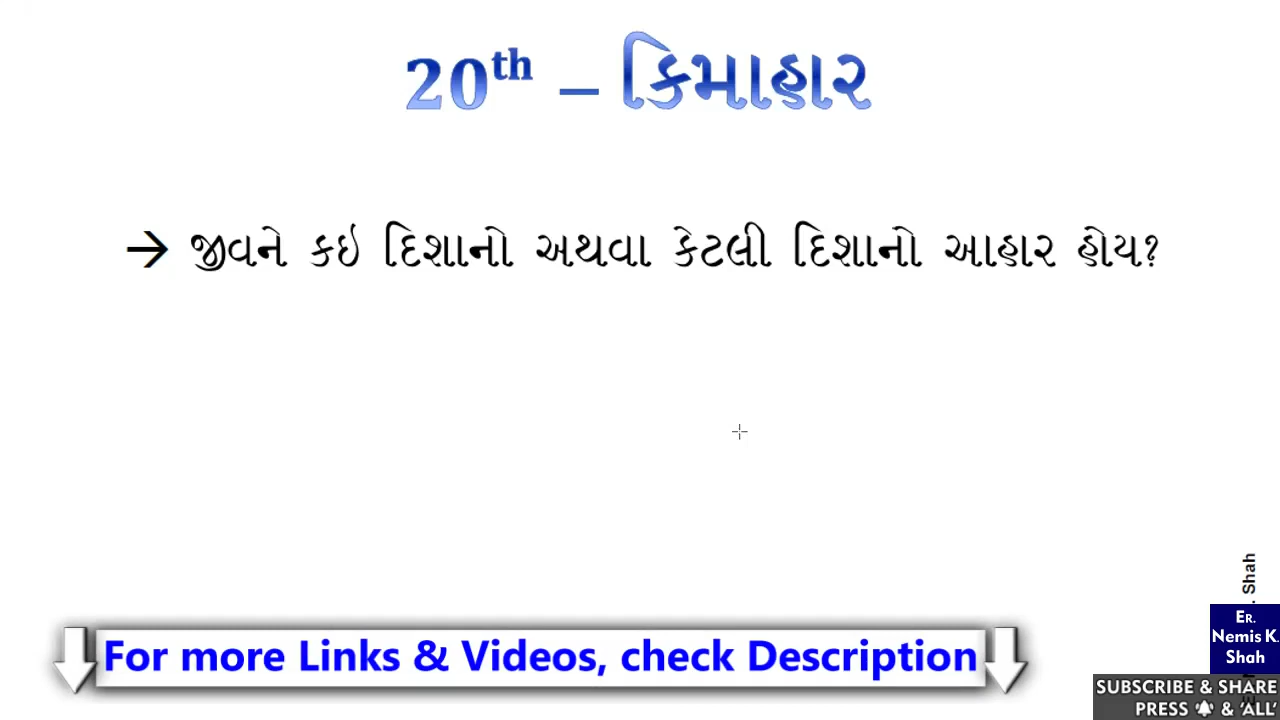 20th – કિમાહાર
→ જીવને કઇ દિશાનો અથવા કેટલી દિશાનો આહાર હોય?
For more Links & Videos, check Description
Shah
ER.
Nemis K.
Shah
SUBSCRIBE & SHARE
PRESS 🔔 & ‘ALL’